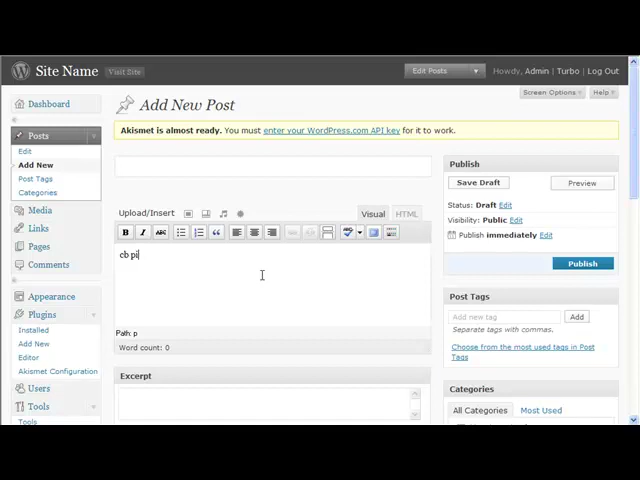 Site Name Visit Site Edit Posts Howdy, Admin | Turbo | Log Out
Screen Options Help
Add New Post
Akismet is almost ready. You must enter your WordPress.com API key for it to work.
Dashboard
Posts
Edit
Add New
Post Tags
Categories
Media
Links
Pages
Comments
Appearance
Plugins
Installed
Add New
Editor
Akismet Configuration
Users
Tools
Tools
Upload/Insert Visual HTML
B I ABC
cb pi
Path: p
Word count: 0
Excerpt
Publish
Save Draft Preview
Status: Draft Edit
Visibility: Public Edit
Publish immediately Edit
Publish
Post Tags
Add new tag Add
Separate tags with commas.
Choose from the most used tags in Post
Tags
Categories
All Categories Most Used